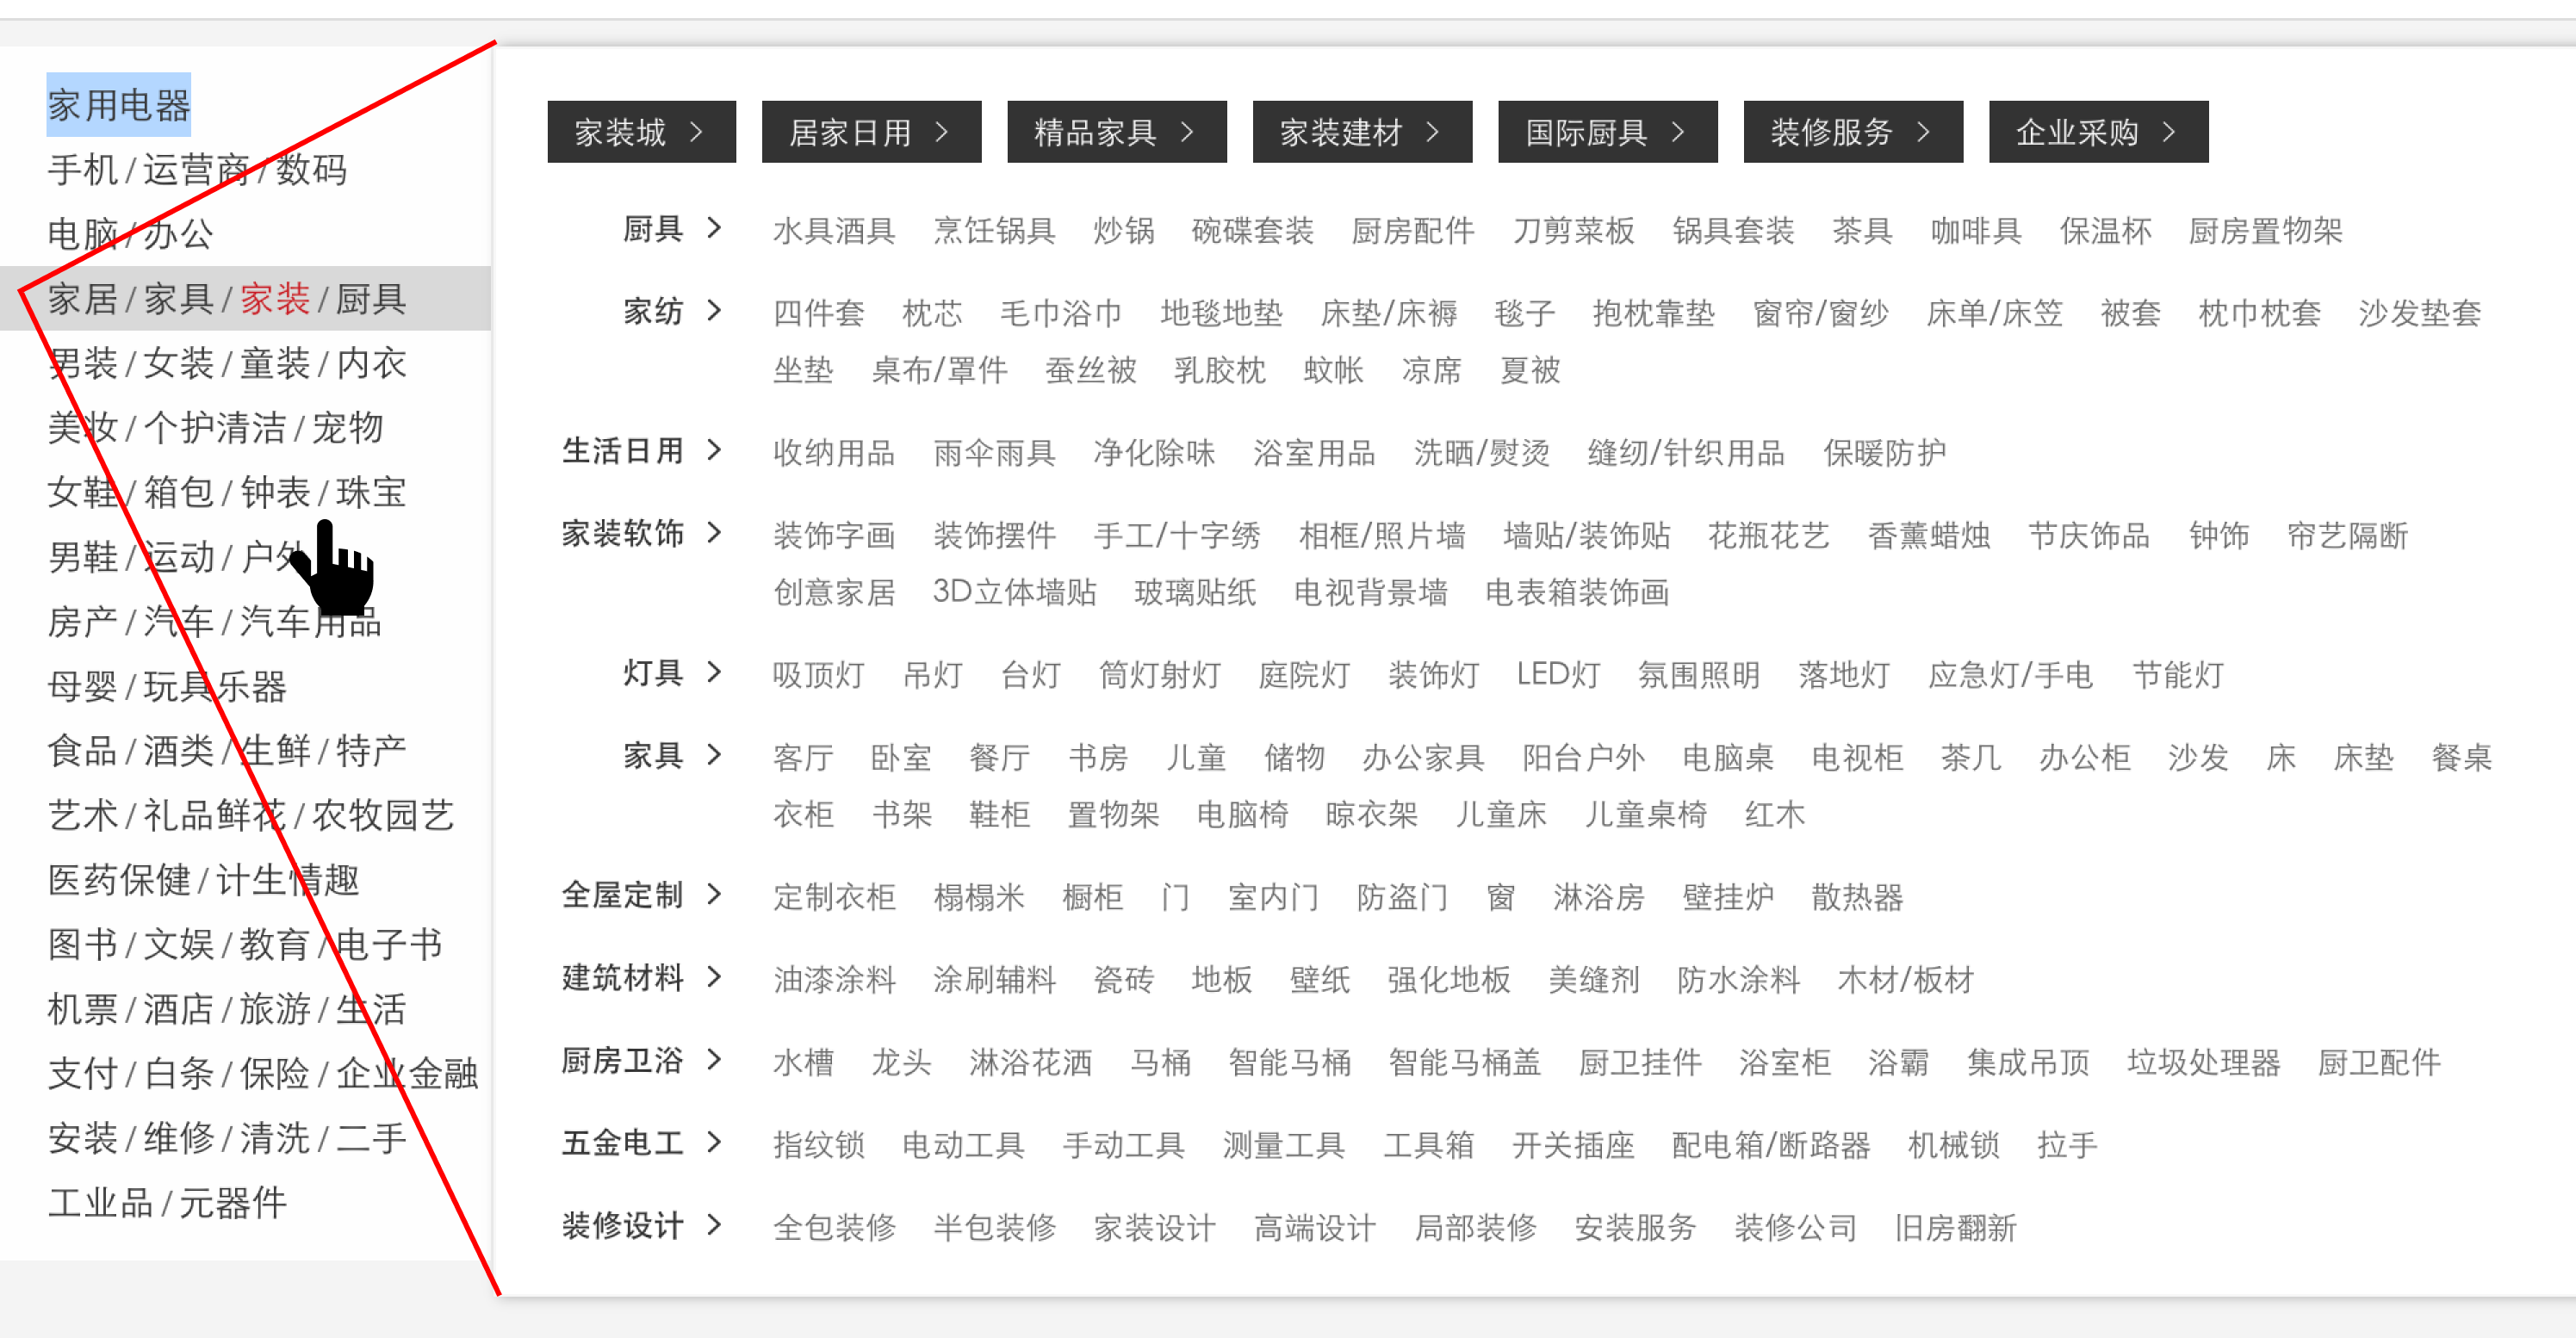 家用电器
手机 / 运营商 / 数码
电脑 / 办公
家居 / 家具 / 家装 / 厨具
男装 / 女装 / 童装 / 内衣
美妆 / 个护清洁 / 宠物
女鞋 / 箱包 / 钟表 / 珠宝
男鞋 / 运动 / 户外
房产 / 汽车 / 汽车用品
母婴 / 玩具乐器
食品 / 酒类 / 生鲜 / 特产
艺术 / 礼品鲜花 / 农牧园艺
医药保健 / 计生情趣
图书 / 文娱 / 教育 / 电子书
机票 / 酒店 / 旅游 / 生活
支付 / 白条 / 保险 / 企业金融
安装 / 维修 / 清洗 / 二手
工业品 / 元器件
家装城 > 居家日用 > 精品家具 > 家装建材 > 国际厨具 > 装修服务 > 企业采购 >
厨具 > 水具酒具 烹饪锅具 炒锅 碗碟套装 厨房配件 刀剪菜板 锅具套装 茶具 咖啡具 保温杯 厨房置物架
家纺 > 四件套 枕芯 毛巾浴巾 地毯地垫 床垫/床褥 毯子 抱枕靠垫 窗帘/窗纱 床单/床笠 被套 枕巾枕套 沙发垫套
坐垫 桌布/罩件 蚕丝被 乳胶枕 蚊帐 凉席 夏被
生活日用 > 收纳用品 雨伞雨具 净化除味 浴室用品 洗晒/熨烫 缝纫/针织用品 保暖防护
家装软饰 > 装饰字画 装饰摆件 手工/十字绣 相框/照片墙 墙贴/装饰贴 花瓶花艺 香薰蜡烛 节庆饰品 钟饰 帘艺隔断
创意家居 3D立体墙贴 玻璃贴纸 电视背景墙 电表箱装饰画
灯具 > 吸顶灯 吊灯 台灯 筒灯射灯 庭院灯 装饰灯 LED灯 氛围照明 落地灯 应急灯/手电 节能灯
家具 > 客厅 卧室 餐厅 书房 儿童 储物 办公家具 阳台户外 电脑桌 电视柜 茶几 办公柜 沙发 床 床垫 餐桌
衣柜 书架 鞋柜 置物架 电脑椅 晾衣架 儿童床 儿童桌椅 红木
全屋定制 > 定制衣柜 榻榻米 橱柜 门 室内门 防盗门 窗 淋浴房 壁挂炉 散热器
建筑材料 > 油漆涂料 涂刷辅料 瓷砖 地板 壁纸 强化地板 美缝剂 防水涂料 木材/板材
厨房卫浴 > 水槽 龙头 淋浴花洒 马桶 智能马桶 智能马桶盖 厨卫挂件 浴室柜 浴霸 集成吊顶 垃圾处理器 厨卫配件
五金电工 > 指纹锁 电动工具 手动工具 测量工具 工具箱 开关插座 配电箱/断路器 机械锁 拉手
装修设计 > 全包装修 半包装修 家装设计 高端设计 局部装修 安装服务 装修公司 旧房翻新